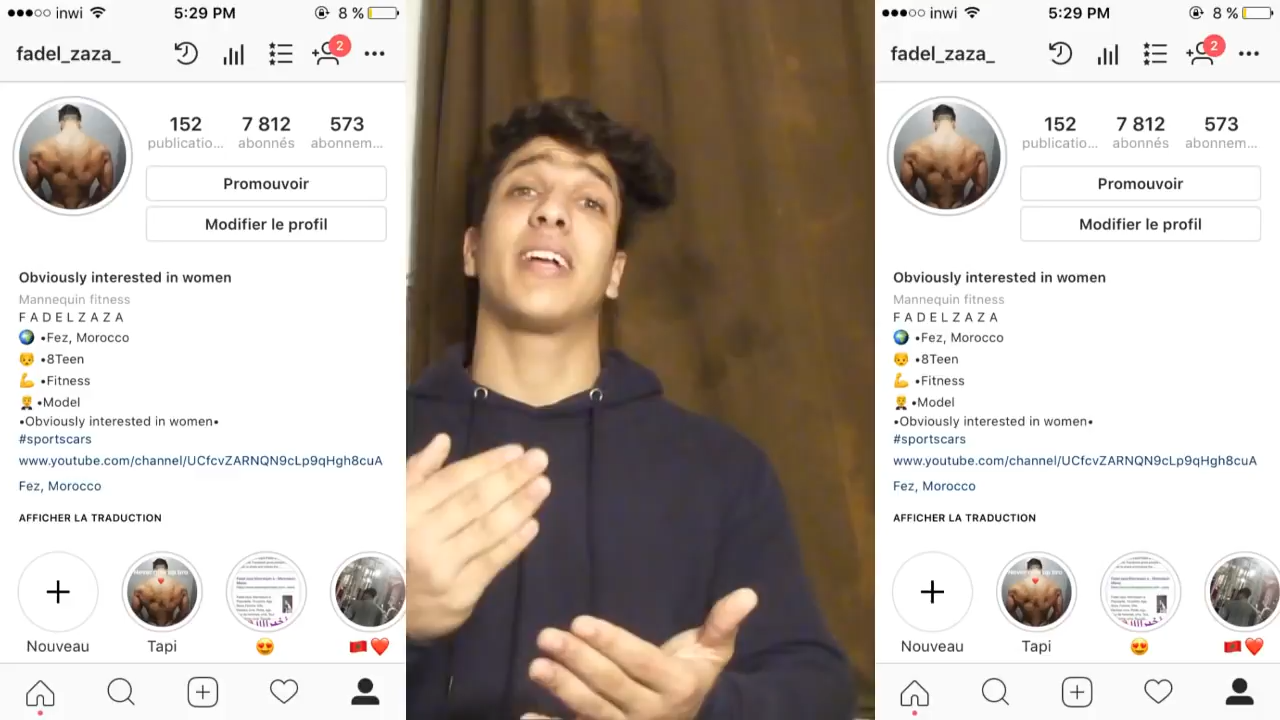 inwi 5:29 PM 8 %
fadel_zaza_ 2
152 7 812 573
publicatio... abonnés abonnem...
Promouvoir
Modifier le profil
Obviously interested in women
Mannequin fitness
F A D E L Z A Z A
•Fez, Morocco
•8Teen
•Fitness
•Model
•Obviously interested in women•
#sportscars
www.youtube.com/channel/UCfcvZARNQN9cLp9qHgh8cuA
Fez, Morocco
AFFICHER LA TRADUCTION
Nouveau Tapi
inwi 5:29 PM 8 %
fadel_zaza_ 2
152 7 812 573
publicatio... abonnés abonnem...
Promouvoir
Modifier le profil
Obviously interested in women
Mannequin fitness
F A D E L Z A Z A
•Fez, Morocco
•8Teen
•Fitness
•Model
•Obviously interested in women•
#sportscars
www.youtube.com/channel/UCfcvZARNQN9cLp9qHgh8cuA
Fez, Morocco
AFFICHER LA TRADUCTION
Nouveau Tapi